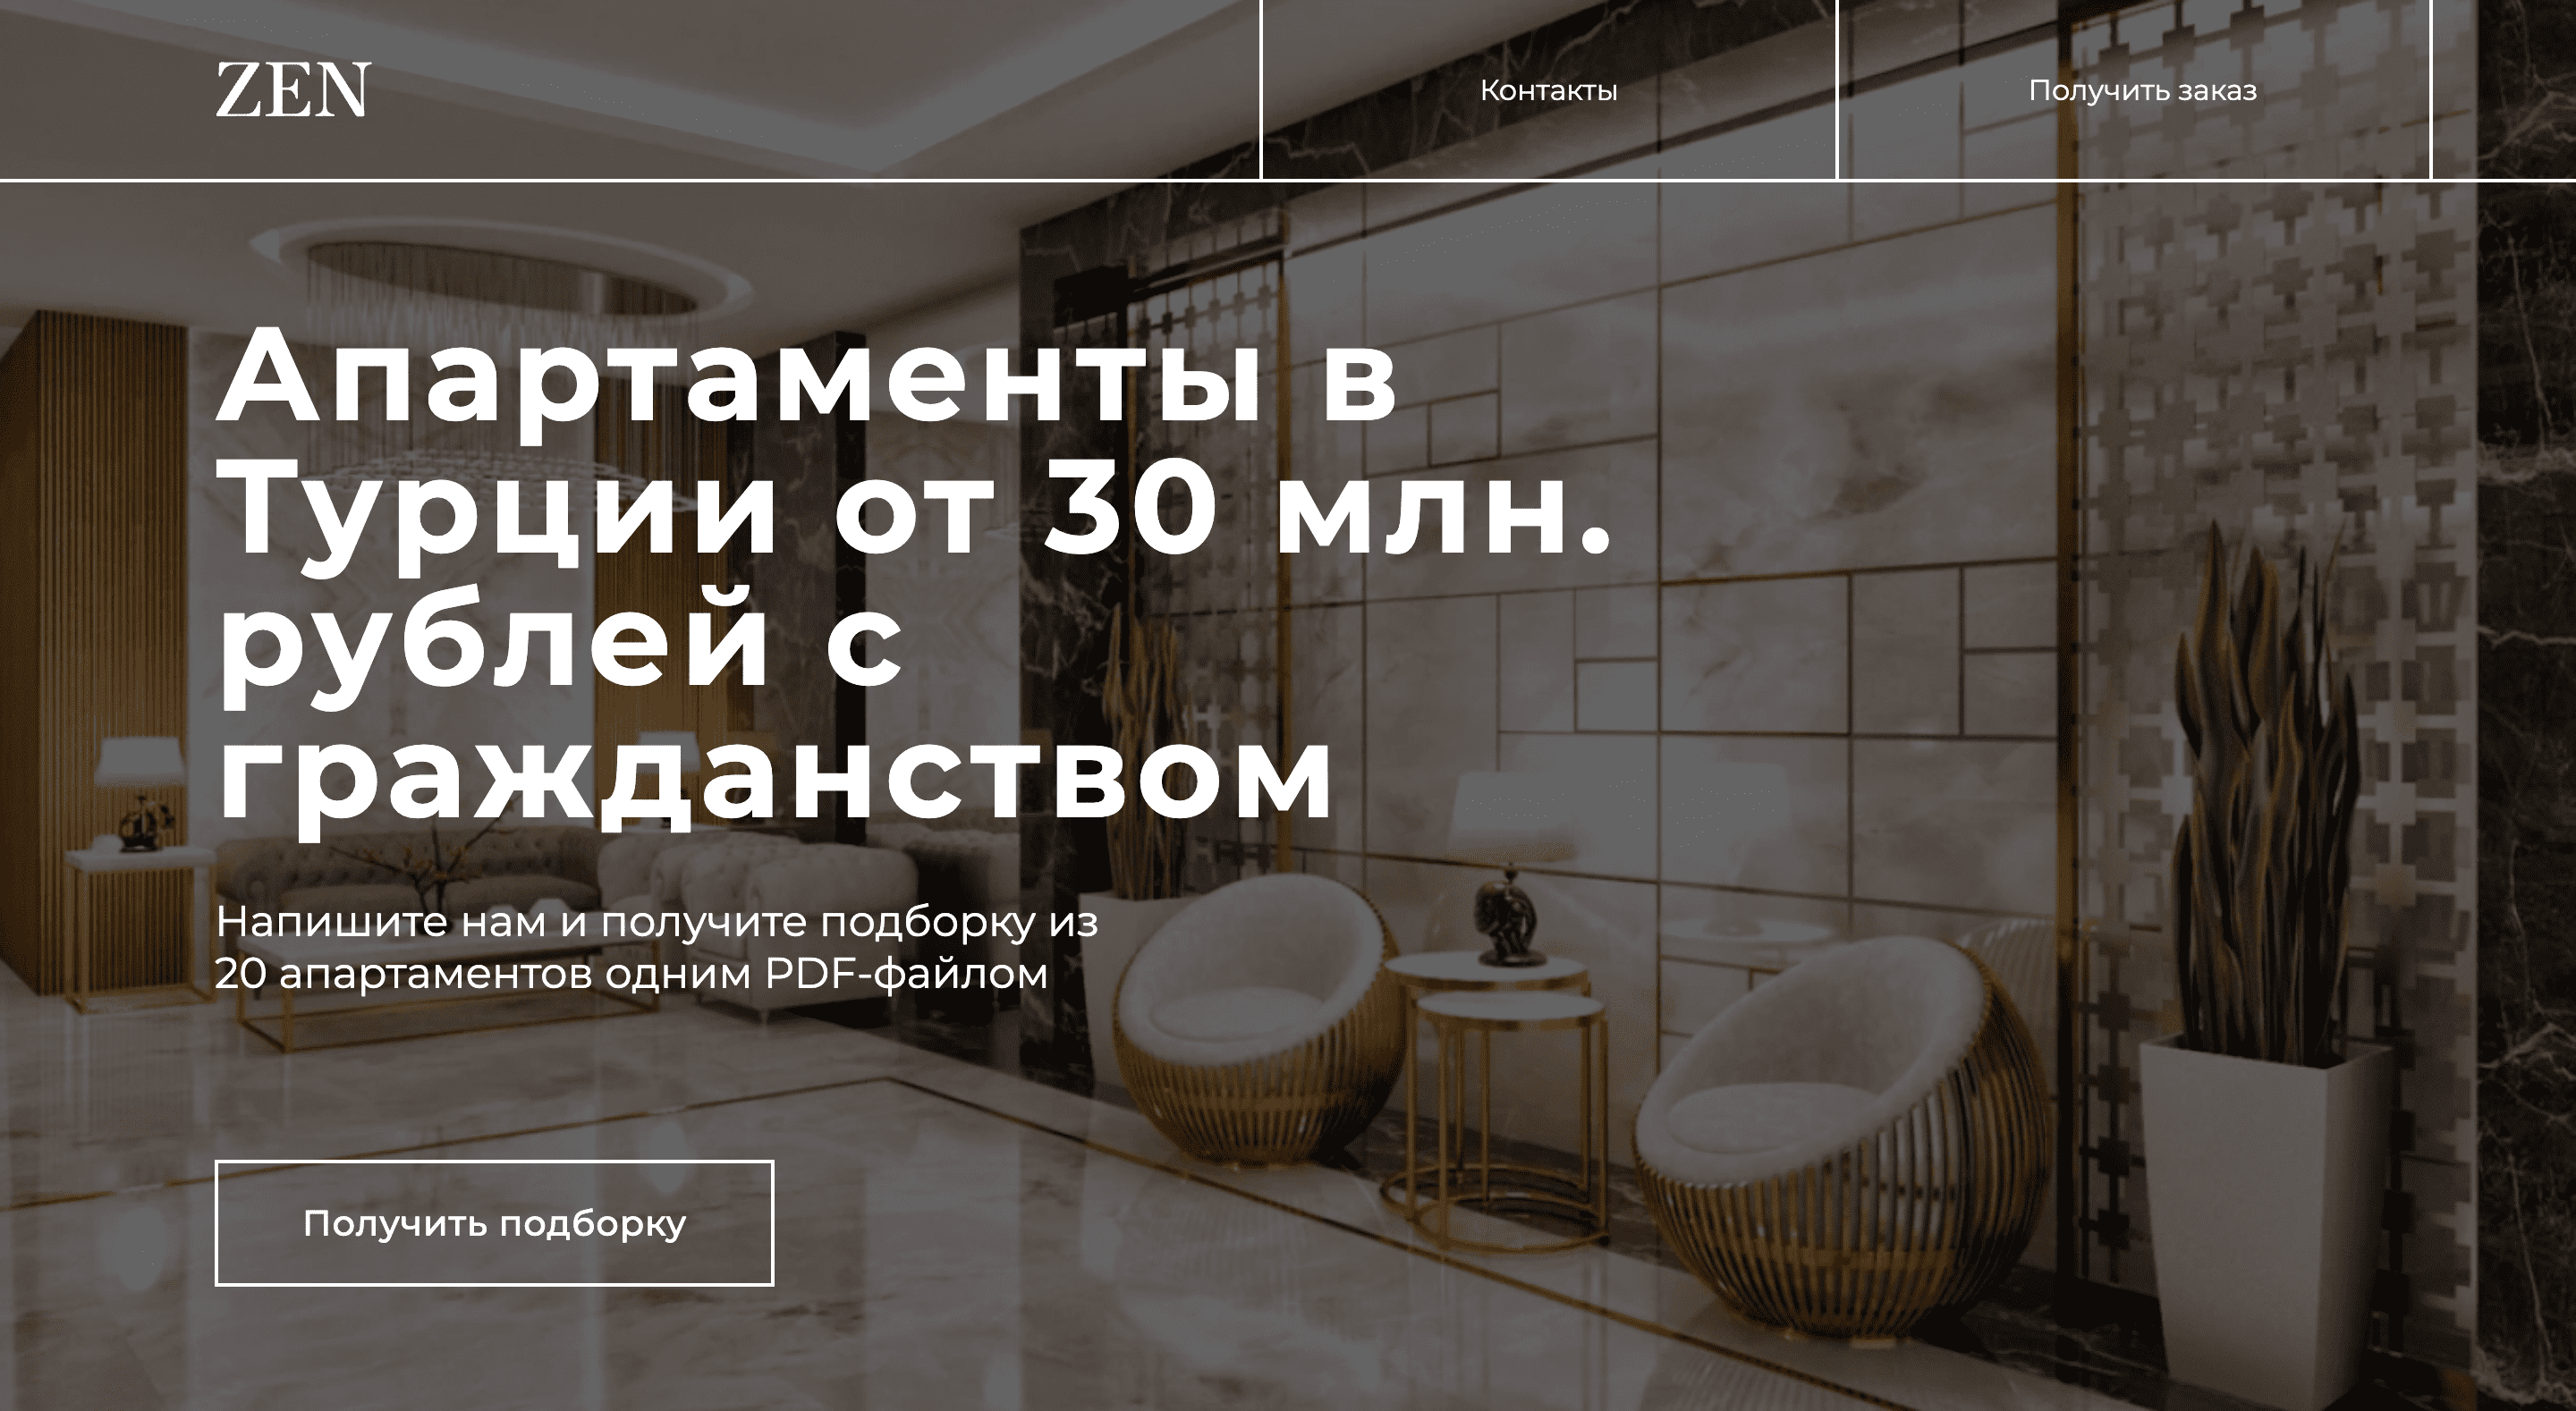 ZEN
Контакты
Получить заказ
Апартаменты в
Турции от 30 млн.
рублей с
гражданством
Напишите нам и получите подборку из
20 апартаментов одним PDF-файлом
Получить подборку